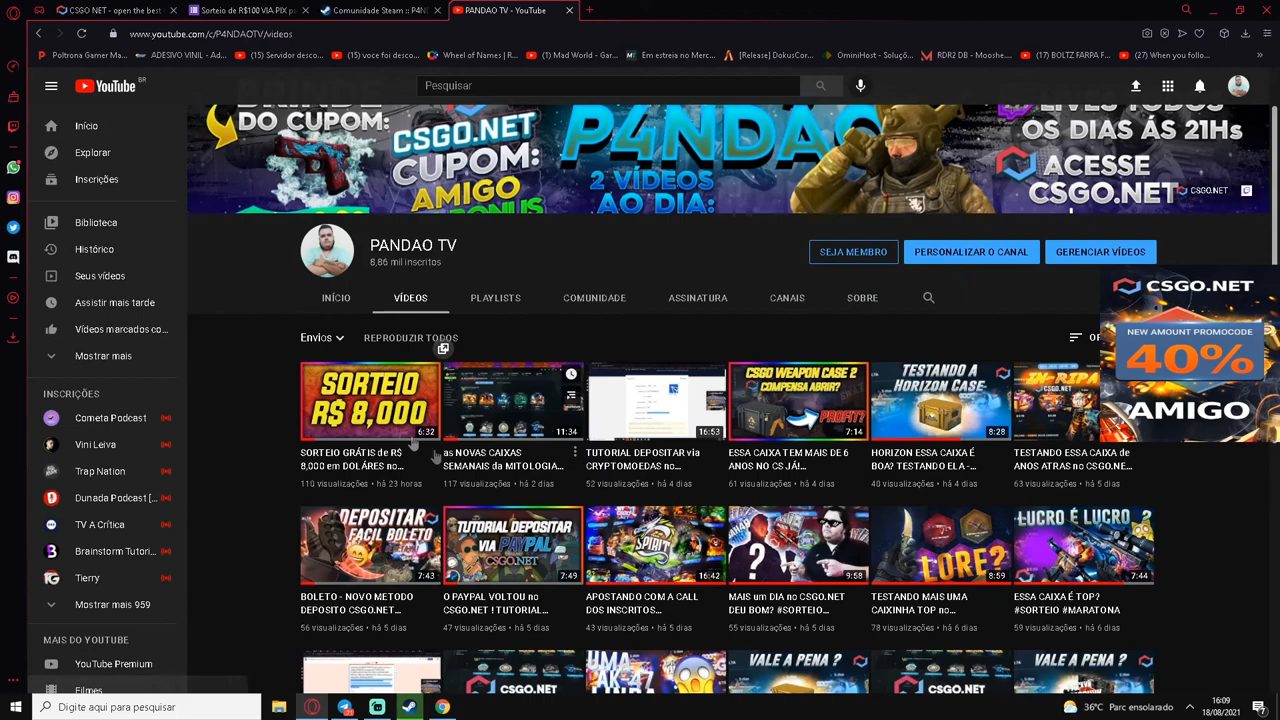 CSGO NET - open the best
Sorteio de R$100 VIA PIX
Comunidade Steam :: P4N
PANDAO TV - YouTube
www.youtube.com/c/P4NDAOTV/videos
Poltrona Gamer Ma...
ADESIVO VINIL - Ad...
(15) Servidor desco...
(15) voce foi desco...
Wheel of Names | R...
(1) Mad World - Gar...
Em estreia no Merc...
[Release] DokusCor...
OminiHost - Soluçõ...
RDR2 DB - Mooshe...
(17) BOLTZ FARPA F...
(27) When you follo...
YouTube BR
Pesquisar
Início
Explorar
Inscrições
Biblioteca
Histórico
Seus vídeos
Assistir mais tarde
Vídeos marcados co...
Mostrar mais
INSCRIÇÕES
Coneta Podcast
Vini Leiva
Trap Nation
Dunada Podcast [...
TV A Crítica
Brainstorm Tutori...
Tierry
Mostrar mais 959
MAIS DO YOUTUBE
YouTube Premium
BRINDE
DO CUPOM:
CSGO.NET
CUPOM:
AMIGO
P4NDAO
2 VÍDEOS
AO DIA:
LIVES TODOS
OS DIAS ÁS 21Hs
ACESSE
CSGO.NET
CSGO.NET
PANDAO TV
8,86 mil inscritos
SEJA MEMBRO
PERSONALIZAR O CANAL
GERENCIAR VÍDEOS
INÍCIO
VÍDEOS
PLAYLISTS
COMUNIDADE
ASSINATURA
CANAIS
SOBRE
CSGO.NET
NEW AMOUNT PROMOCODE
40%
AMIGO
Envios
REPRODUZIR TODOS
SORTEIO
R$ 8,000
6:32
11:34
16:53
CSGO WEAPON CASE 2
COMPENSA ABRIR?
PROFIT?
7:14
TESTANDO A
HORIZON CASE
8:28
SORTEIO GRÁTIS de R$
8,000 em DOLÁRES no...
110 visualizações • há 23 horas
as NOVAS CAIXAS
SEMANAIS da MITOLOGIA...
117 visualizações • há 2 dias
TUTORIAL DEPOSITAR via
CRYPTOMOEDAS no...
52 visualizações • há 4 dias
ESSA CAIXA TEM MAIS DE 6
ANOS NO CS JÁ!...
61 visualizações • há 4 dias
HORIZON ESSA CAIXA É
BOA? TESTANDO ELA -...
40 visualizações • há 4 dias
TESTANDO ESSA CAIXA de
ANOS ATRAS no CSGO.NE...
63 visualizações • há 5 dias
DEPOSITAR
FACIL BOLETO
7:43
TUTORIAL DEPOSITAR
VIA PAYPAL
CSGO.NET
7:49
SPIRIT
16:42
?
9:58
LORE?
8:59
LUCRO É LUCRO ?
7:44
BOLETO - NOVO METODO
DEPOSITO CSGO.NET...
56 visualizações • há 5 dias
O PAYPAL VOLTOU no
CSGO.NET ! TUTORIAL...
47 visualizações • há 5 dias
APOSTANDO COM A CALL
DOS INSCRITOS...
43 visualizações • há 5 dias
MAIS um DIA no CSGO.NET
DEU BOM? #SORTEIO...
55 visualizações • há 5 dias
TESTANDO MAIS UMA
CAIXINHA TOP no...
78 visualizações • há 6 dias
ESSA CAIXA É TOP?
#SORTEIO #MARATONA
59 visualizações • há 6 dias
CSGO.NET
UMA
CSGO.NET
VALE A PENA ?
CSGO.NET
Digite aqui para pesquisar
36°C Parc ensolarado
16:09
18/08/2021